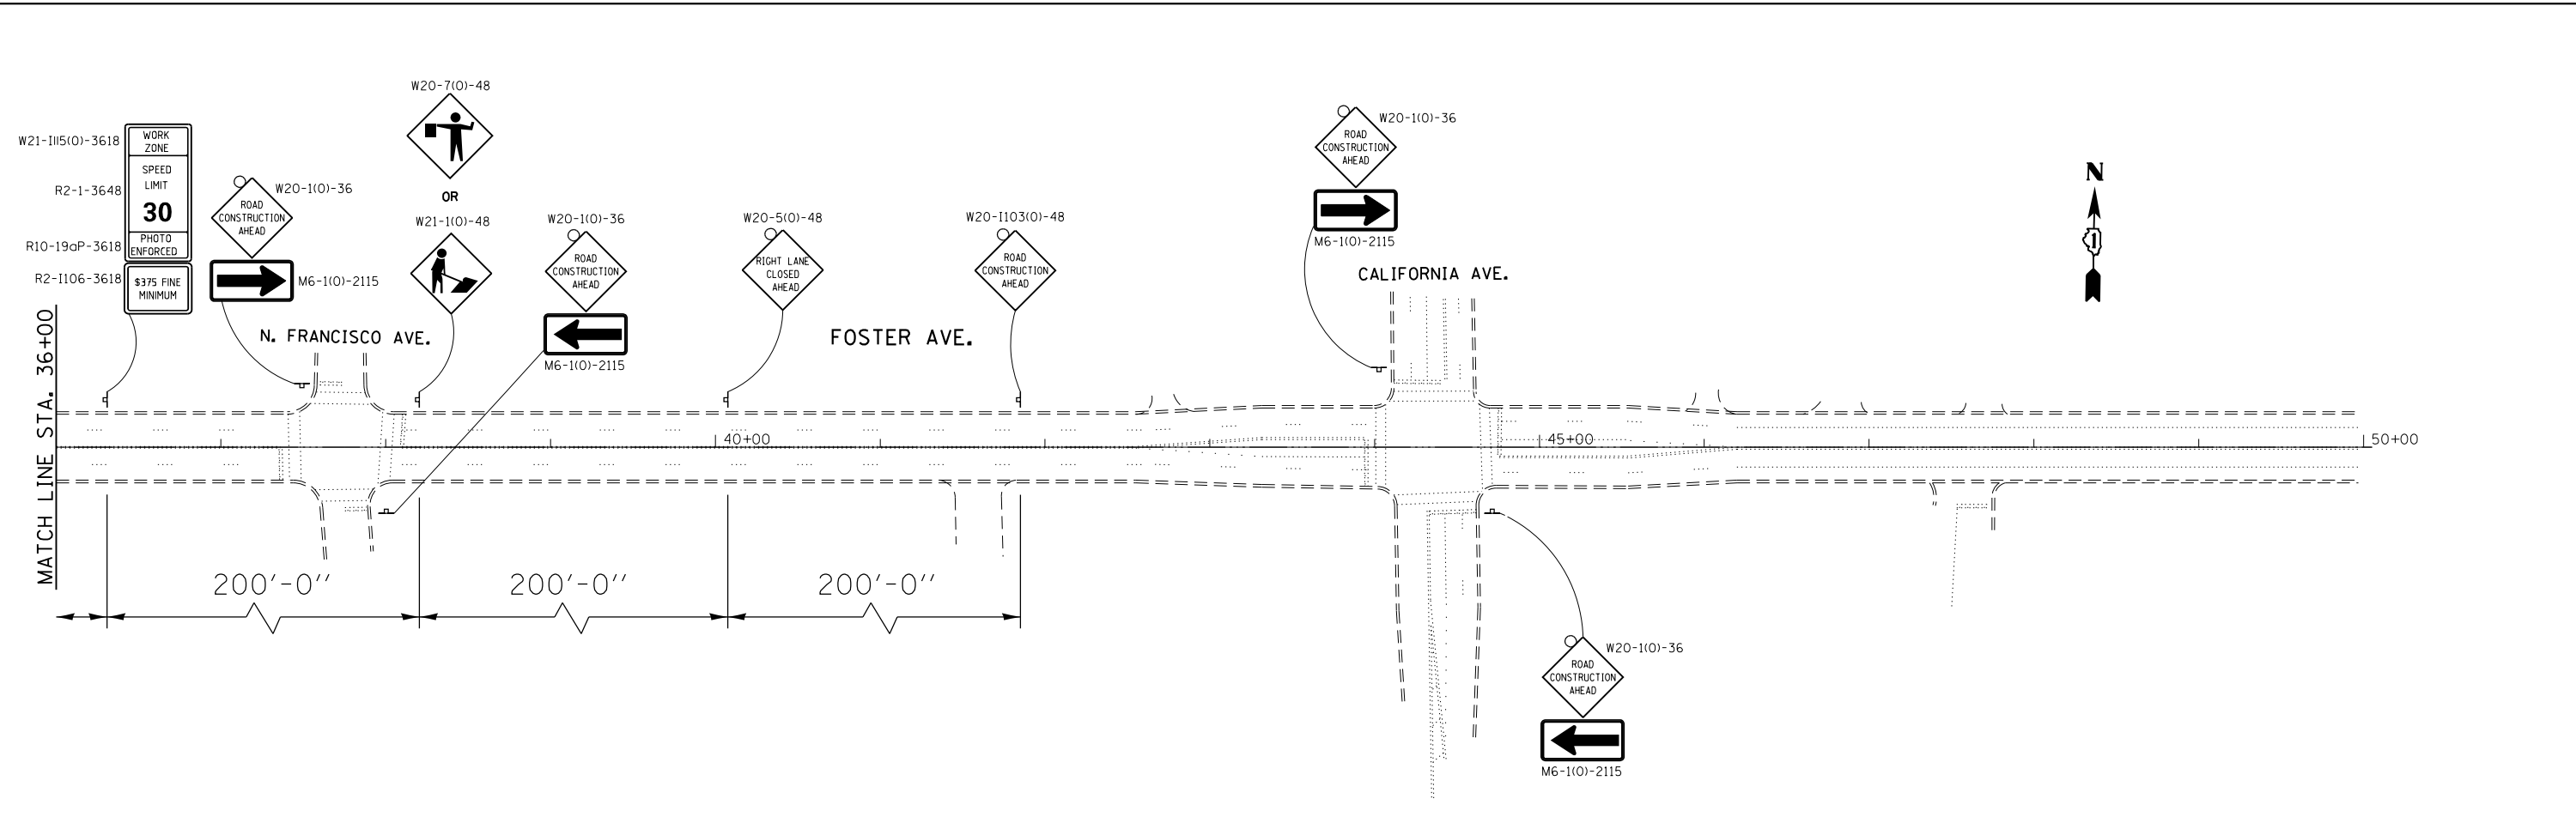 W21-I115(O)-3618
WORK
ZONE
R2-1-3648
SPEED
LIMIT
30
R10-19aP-3618
PHOTO
ENFORCED
R2-I106-3618
$375 FINE
MINIMUM
W20-1(O)-36
ROAD
CONSTRUCTION
AHEAD
M6-1(O)-2115
W20-7(O)-48
OR
W21-1(O)-48
W20-1(O)-36
ROAD
CONSTRUCTION
AHEAD
M6-1(O)-2115
W20-5(O)-48
RIGHT LANE
CLOSED
AHEAD
W20-I103(O)-48
ROAD
CONSTRUCTION
AHEAD
W20-1(O)-36
ROAD
CONSTRUCTION
AHEAD
M6-1(O)-2115
CALIFORNIA AVE.
N
1
MATCH LINE STA. 36+00
N. FRANCISCO AVE.
FOSTER AVE.
40+00
45+00
50+00
200'-0"
200'-0"
200'-0"
W20-1(O)-36
ROAD
CONSTRUCTION
AHEAD
M6-1(O)-2115